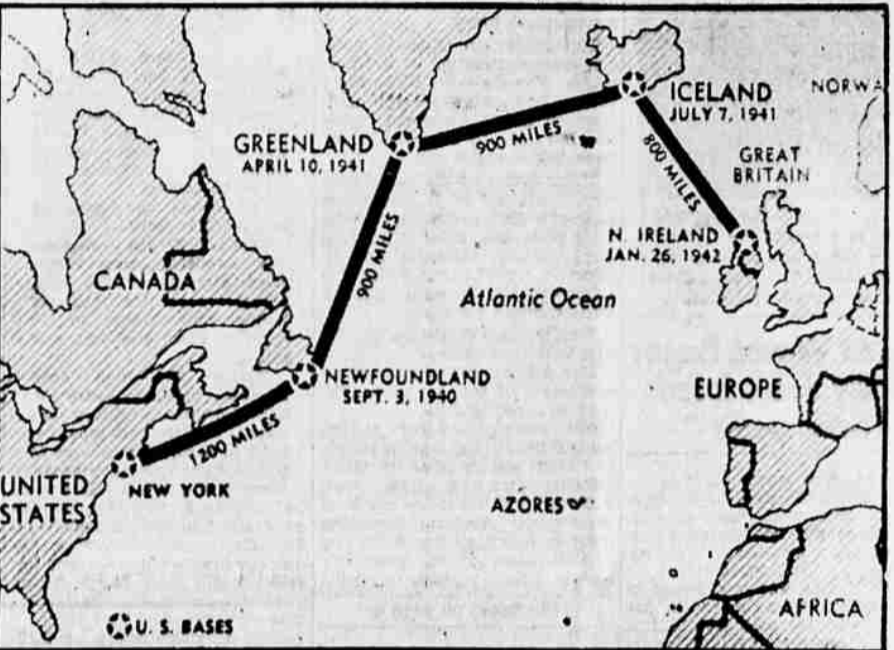 ICELAND
JULY 7, 1941
NORWA
GREENLAND
APRIL 10, 1941
900 MILES
800 MILES
GREAT
BRITAIN
N. IRELAND
JAN. 26, 1942
900 MILES
CANADA
Atlantic Ocean
NEWFOUNDLAND
SEPT. 3, 1940
EUROPE
1200 MILES
UNITED
STATES
NEW YORK
AZORES
AFRICA
U. S. BASES